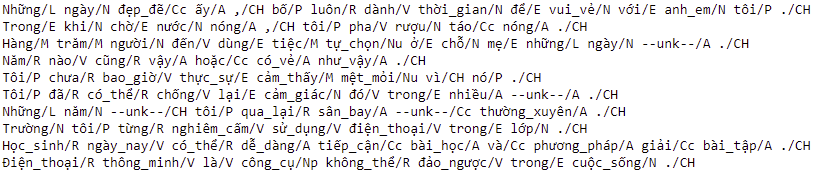 Những/L ngày/N đẹp_đẽ/Cc ấy/A ,/CH bố/P luôn/R dành/V thời_gian/N để/E vui_vẻ/N với/E anh_em/N tôi/P ./CH
Trong/E khi/N chờ/E nước/N nóng/A ,/CH tôi/P pha/V rượu/N táo/Cc nóng/A ./CH
Hàng/M trăm/M người/N đến/V dùng/E tiệc/M tự_chọn/Nu ở/E chỗ/N mẹ/E những/L ngày/N --unk--/A ./CH
Năm/R nào/V cũng/R vậy/A hoặc/Cc có_vẻ/A như_vậy/A ./CH
Tôi/P chưa/R bao_giờ/V thực_sự/E cảm_thấy/M mệt_mỏi/Nu vì/CH nó/P ./CH
Tôi/P đã/R có_thể/R chống/V lại/E cảm_giác/N đó/V trong/E nhiều/A --unk--/A ./CH
Những/L năm/N --unk--/CH tôi/P qua_lại/R sân_bay/A --unk--/Cc thường_xuyên/A ./CH
Trường/N tôi/P từng/R nghiêm_cấm/V sử_dụng/V điện_thoại/V trong/E lớp/N ./CH
Học_sinh/R ngày_nay/V có_thể/R dễ_dàng/A tiếp_cận/Cc bài_học/A và/Cc phương_pháp/A giải/Cc bài_tập/A ./CH
Điện_thoại/R thông_minh/V là/V công_cụ/Np không_thể/R đảo_ngược/V trong/E cuộc_sống/N ./CH